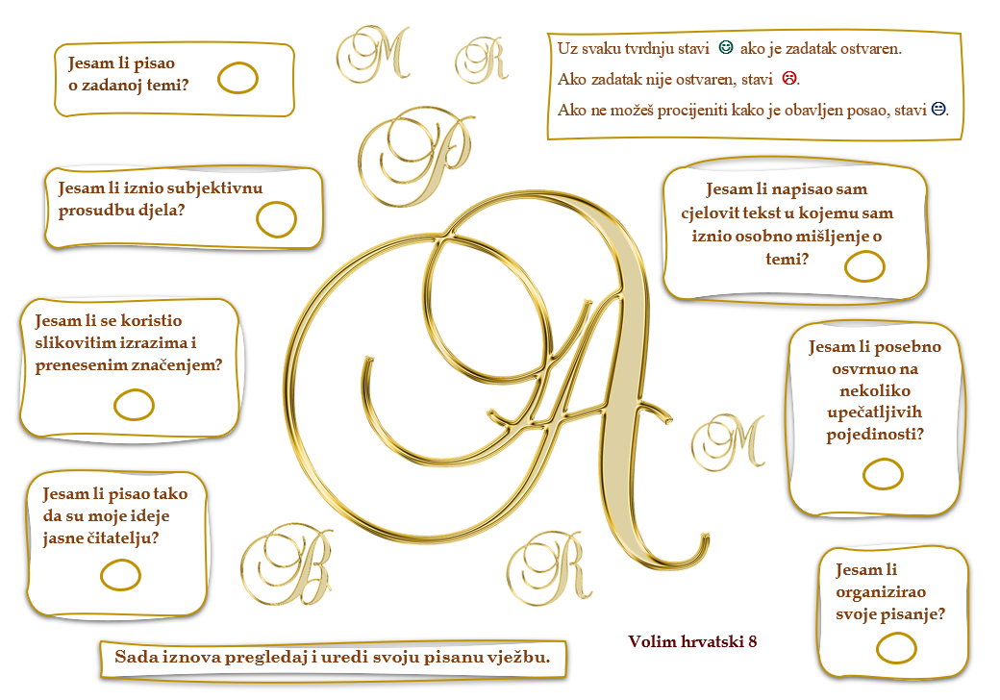 Jesam li pisao
o zadanoj temi?
M
R
Uz svaku tvrdnju stavi 😊 ako je zadatak ostvaren.
Ako zadatak nije ostvaren, stavi ☹.
Ako ne možeš procijeniti kako je obavljen posao, stavi 😑.
P
Jesam li iznio subjektivnu
prosudbu djela?
Jesam li napisao sam
cjelovit tekst u kojemu sam
iznio osobno mišljenje o
temi?
A
Jesam li se koristio
slikovitim izrazima i
prenesenim značenjem?
Jesam li posebno
osvrnuo na
nekoliko
upečatljivih
pojedinosti?
M
Jesam li pisao tako
da su moje ideje
jasne čitatelju?
B
R
Jesam li
organizirao
svoje pisanje?
Volim hrvatski 8
Sada iznova pregledaj i uredi svoju pisanu vježbu.